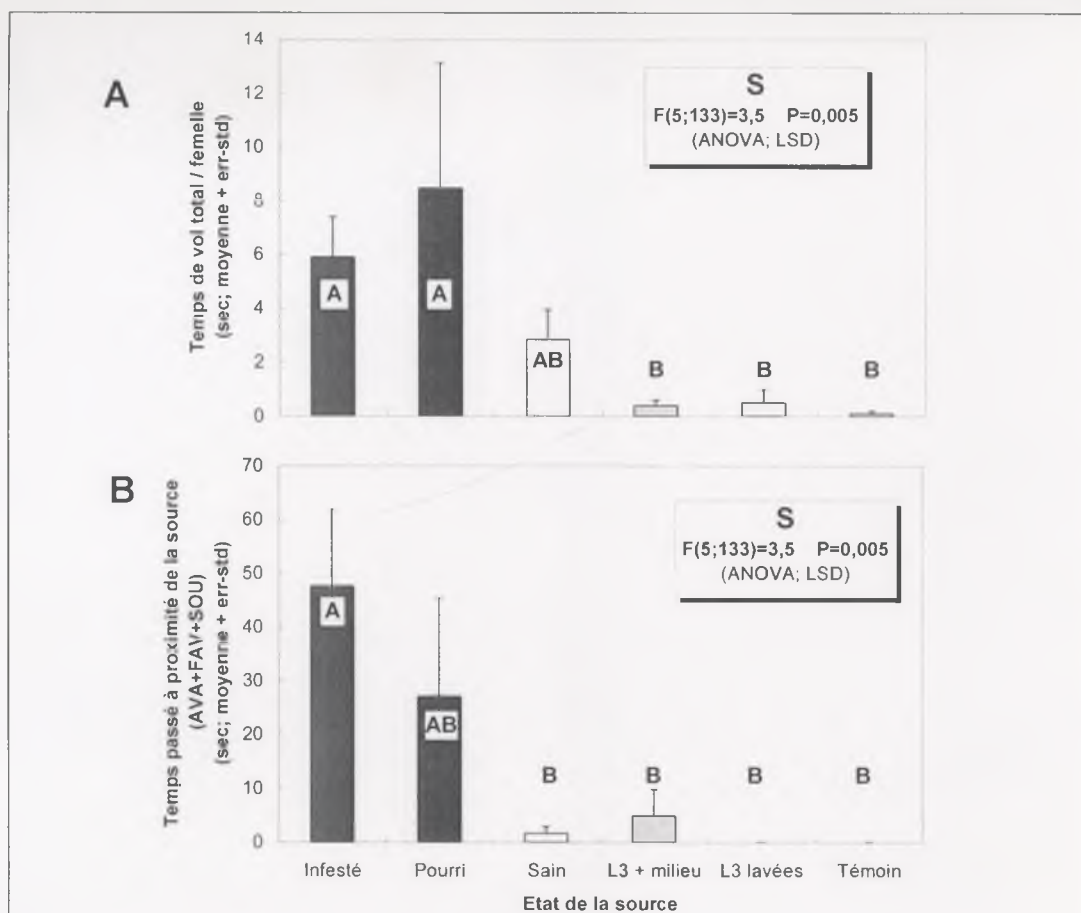 A
Temps de vol total / femelle
(sec; moyenne + err-std)
14
12
10
8
6
4
2
0
S
F(5;133)=3,5 P=0,005
(ANOVA; LSD)
A
A
AB
B
B
B
B
Temps passé à proximité de la source
(AVA+FAV+SOU)
(sec; moyenne + err-std)
70
60
50
40
30
20
10
0
S
F(5;133)=3,5 P=0,005
(ANOVA; LSD)
A
AB
B
B
B
B
Infesté Pourri Sain L3 + milieu L3 lavées Témoin
Etat de la source